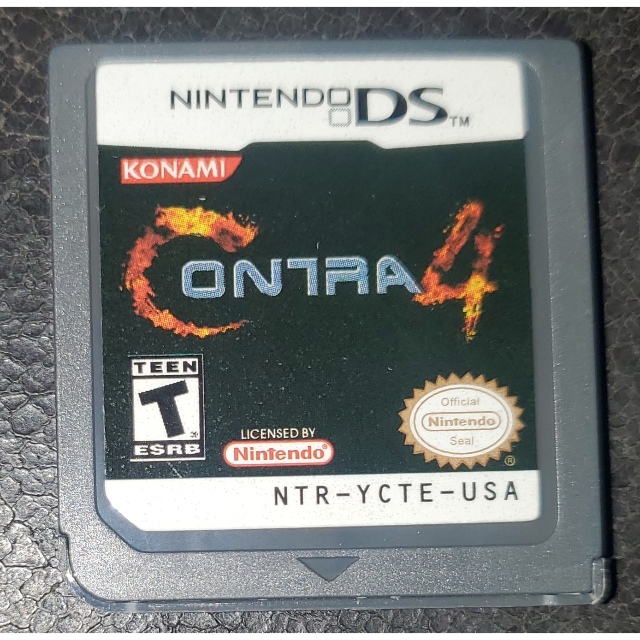 NINTENDO DS™
KONAMI
CONTRA 4
TEEN
T
ESRB
LICENSED BY
Nintendo®
Official
Nintendo
Seal
®
NTR-YCTE-USA